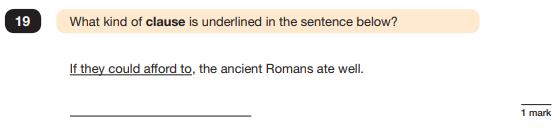 19 What kind of clause is underlined in the sentence below?
If they could afford to, the ancient Romans ate well.
1 mark